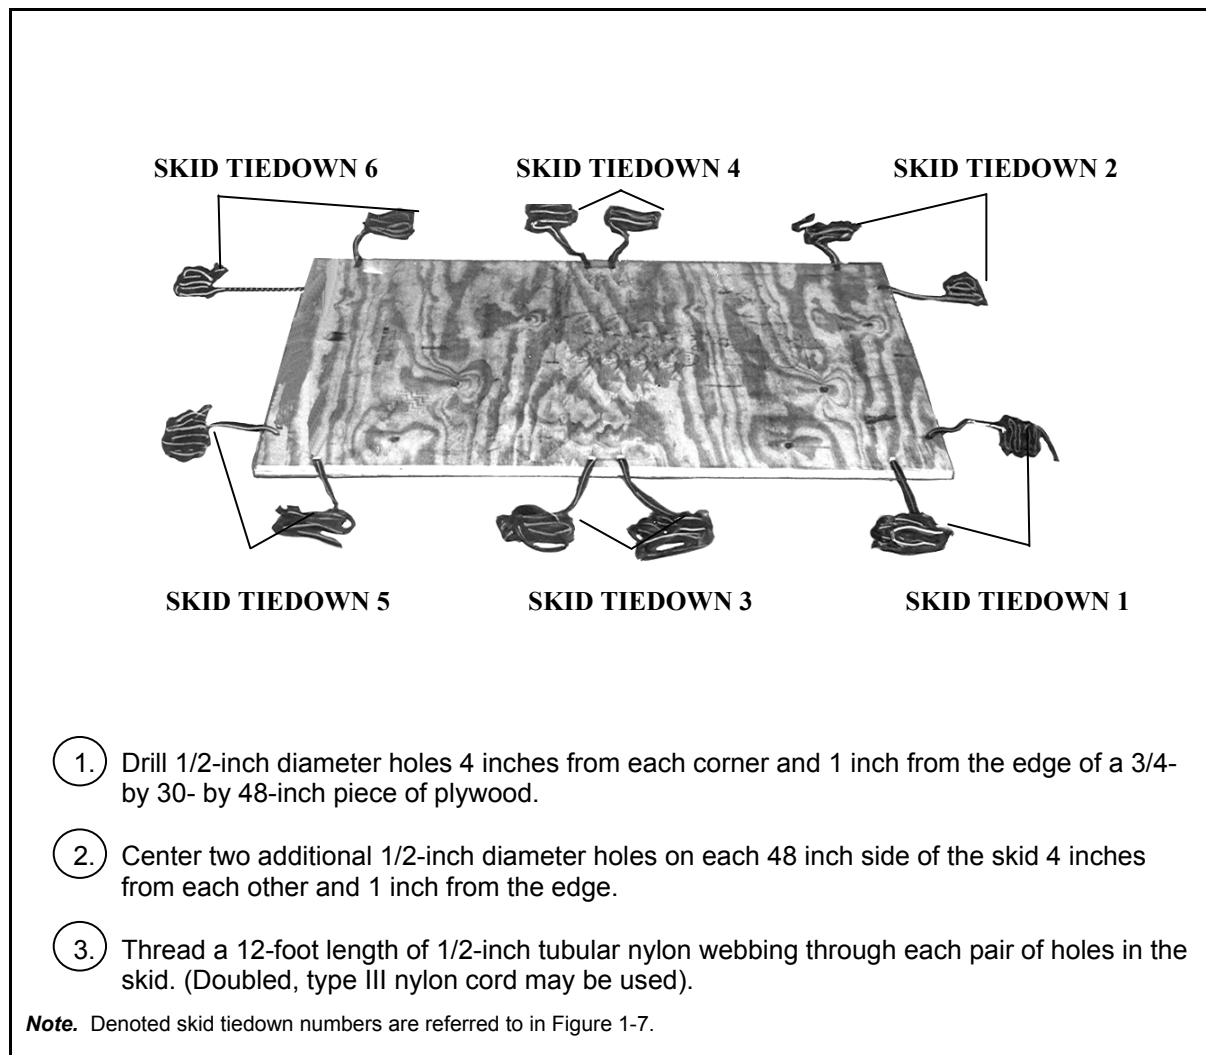 SKID TIEDOWN 6 SKID TIEDOWN 4 SKID TIEDOWN 2
SKID TIEDOWN 5 SKID TIEDOWN 3 SKID TIEDOWN 1
1. Drill 1/2-inch diameter holes 4 inches from each corner and 1 inch from the edge of a 3/4-
by 30- by 48-inch piece of plywood.
2. Center two additional 1/2-inch diameter holes on each 48 inch side of the skid 4 inches
from each other and 1 inch from the edge.
3. Thread a 12-foot length of 1/2-inch tubular nylon webbing through each pair of holes in the
skid. (Doubled, type III nylon cord may be used).
Note. Denoted skid tiedown numbers are referred to in Figure 1-7.